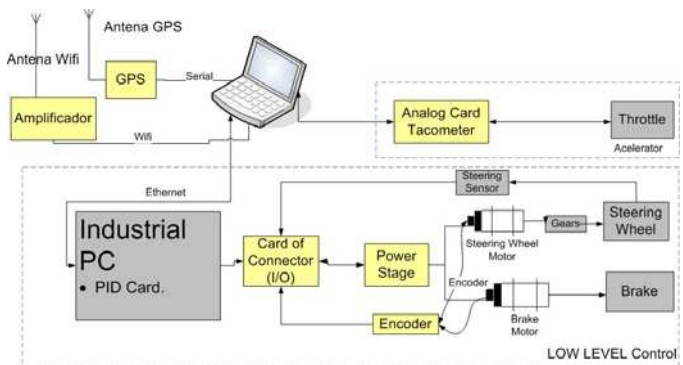 Antena GPS
Antena Wifi
GPS
Serial
Amplificador
Wifi
Analog Card
Tacometer
Throttle
Acelerator
Ethernet
Steering
Sensor
Industrial
PC
• PID Card.
Card of
Connector
(I/O)
Power
Stage
Steering Wheel
Motor
Gears
Steering
Wheel
Encoder
Encoder
Brake
Motor
Brake
LOW LEVEL Control